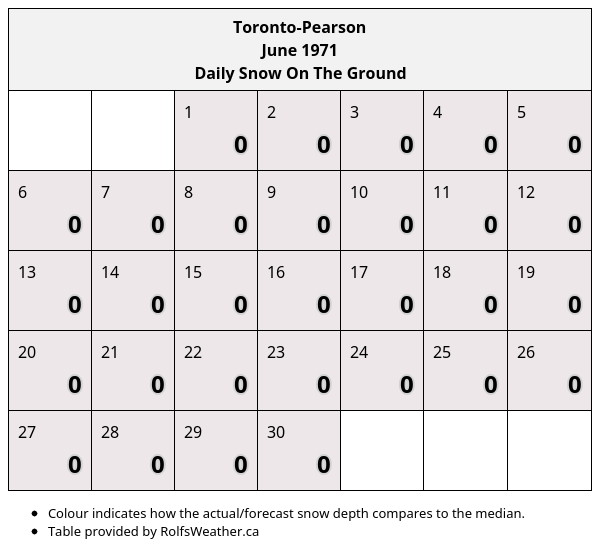 Toronto-Pearson
June 1971
Daily Snow On The Ground
1 2 3 4 5
0 0 0 0 0
6 7 8 9 10 11 12
0 0 0 0 0 0 0
13 14 15 16 17 18 19
0 0 0 0 0 0 0
20 21 22 23 24 25 26
0 0 0 0 0 0 0
27 28 29 30
0 0 0 0
• Colour indicates how the actual/forecast snow depth compares to the median.
• Table provided by RolfsWeather.ca